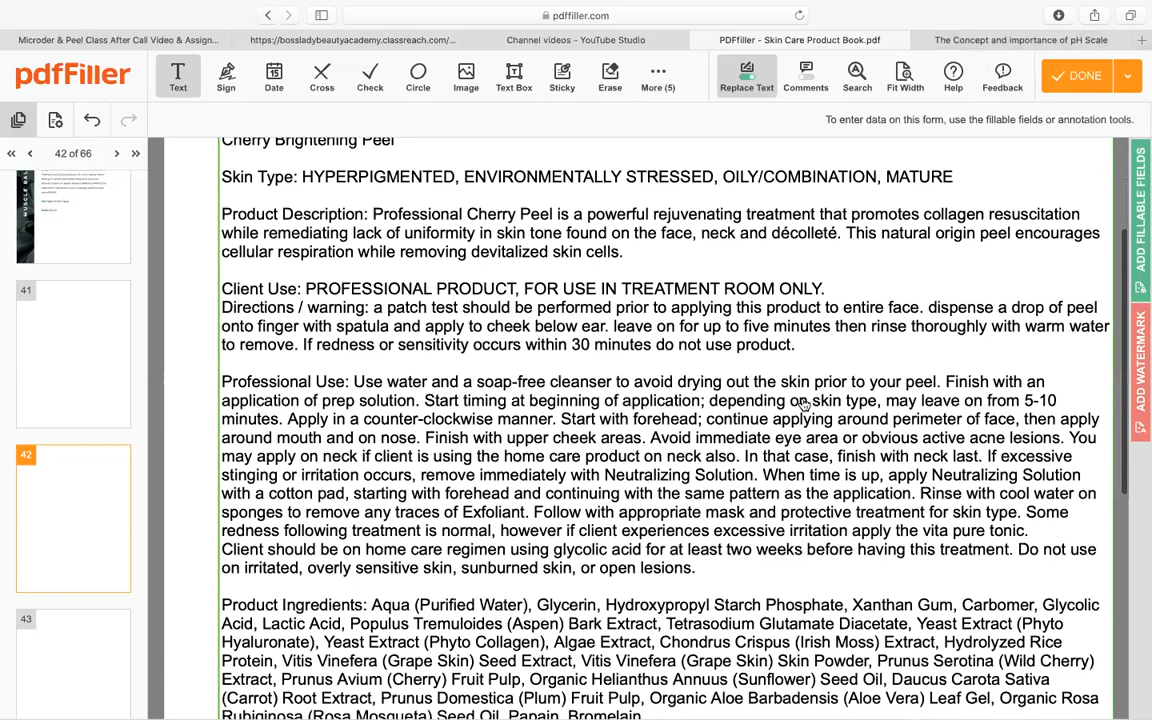 pdffiller.com
Microder & Peel Class After Call Video & Assign...
https://bossladybeautyacademy.classreach.com/...
Channel videos - YouTube Studio
PDFfiller - Skin Care Product Book.pdf
The Concept and importance of pH Scale
pdfFiller
Text
Sign
Date
Cross
Check
Circle
Image
Text Box
Sticky
Erase
More (5)
Replace Text
Comments
Search
Fit Width
Help
Feedback
DONE
To enter data on this form, use the fillable fields or annotation tools.
42 of 66
41
42
43
Cherry Brightening Peel
Skin Type: HYPERPIGMENTED, ENVIRONMENTALLY STRESSED, OILY/COMBINATION, MATURE
Product Description: Professional Cherry Peel is a powerful rejuvenating treatment that promotes collagen resuscitation
while remediating lack of uniformity in skin tone found on the face, neck and décolleté. This natural origin peel encourages
cellular respiration while removing devitalized skin cells.
Client Use: PROFESSIONAL PRODUCT, FOR USE IN TREATMENT ROOM ONLY.
Directions / warning: a patch test should be performed prior to applying this product to entire face. dispense a drop of peel
onto finger with spatula and apply to cheek below ear. leave on for up to five minutes then rinse thoroughly with warm water
to remove. If redness or sensitivity occurs within 30 minutes do not use product.
Professional Use: Use water and a soap-free cleanser to avoid drying out the skin prior to your peel. Finish with an
application of prep solution. Start timing at beginning of application; depending on skin type, may leave on from 5-10
minutes. Apply in a counter-clockwise manner. Start with forehead; continue applying around perimeter of face, then apply
around mouth and on nose. Finish with upper cheek areas. Avoid immediate eye area or obvious active acne lesions. You
may apply on neck if client is using the home care product on neck also. In that case, finish with neck last. If excessive
stinging or irritation occurs, remove immediately with Neutralizing Solution. When time is up, apply Neutralizing Solution
with a cotton pad, starting with forehead and continuing with the same pattern as the application. Rinse with cool water on
sponges to remove any traces of Exfoliant. Follow with appropriate mask and protective treatment for skin type. Some
redness following treatment is normal, however if client experiences excessive irritation apply the vita pure tonic.
Client should be on home care regimen using glycolic acid for at least two weeks before having this treatment. Do not use
on irritated, overly sensitive skin, sunburned skin, or open lesions.
Product Ingredients: Aqua (Purified Water), Glycerin, Hydroxypropyl Starch Phosphate, Xanthan Gum, Carbomer, Glycolic
Acid, Lactic Acid, Populus Tremuloides (Aspen) Bark Extract, Tetrasodium Glutamate Diacetate, Yeast Extract (Phyto
Hyaluronate), Yeast Extract (Phyto Collagen), Algae Extract, Chondrus Crispus (Irish Moss) Extract, Hydrolyzed Rice
Protein, Vitis Vinefera (Grape Skin) Seed Extract, Vitis Vinefera (Grape Skin) Skin Powder, Prunus Serotina (Wild Cherry)
Extract, Prunus Avium (Cherry) Fruit Pulp, Organic Helianthus Annuus (Sunflower) Seed Oil, Daucus Carota Sativa
(Carrot) Root Extract, Prunus Domestica (Plum) Fruit Pulp, Organic Aloe Barbadensis (Aloe Vera) Leaf Gel, Organic Rosa
Rubiginosa (Rosa Mosqueta) Seed Oil, Papain, Bromelain
ADD FILLABLE FIELDS
ADD WATERMARK